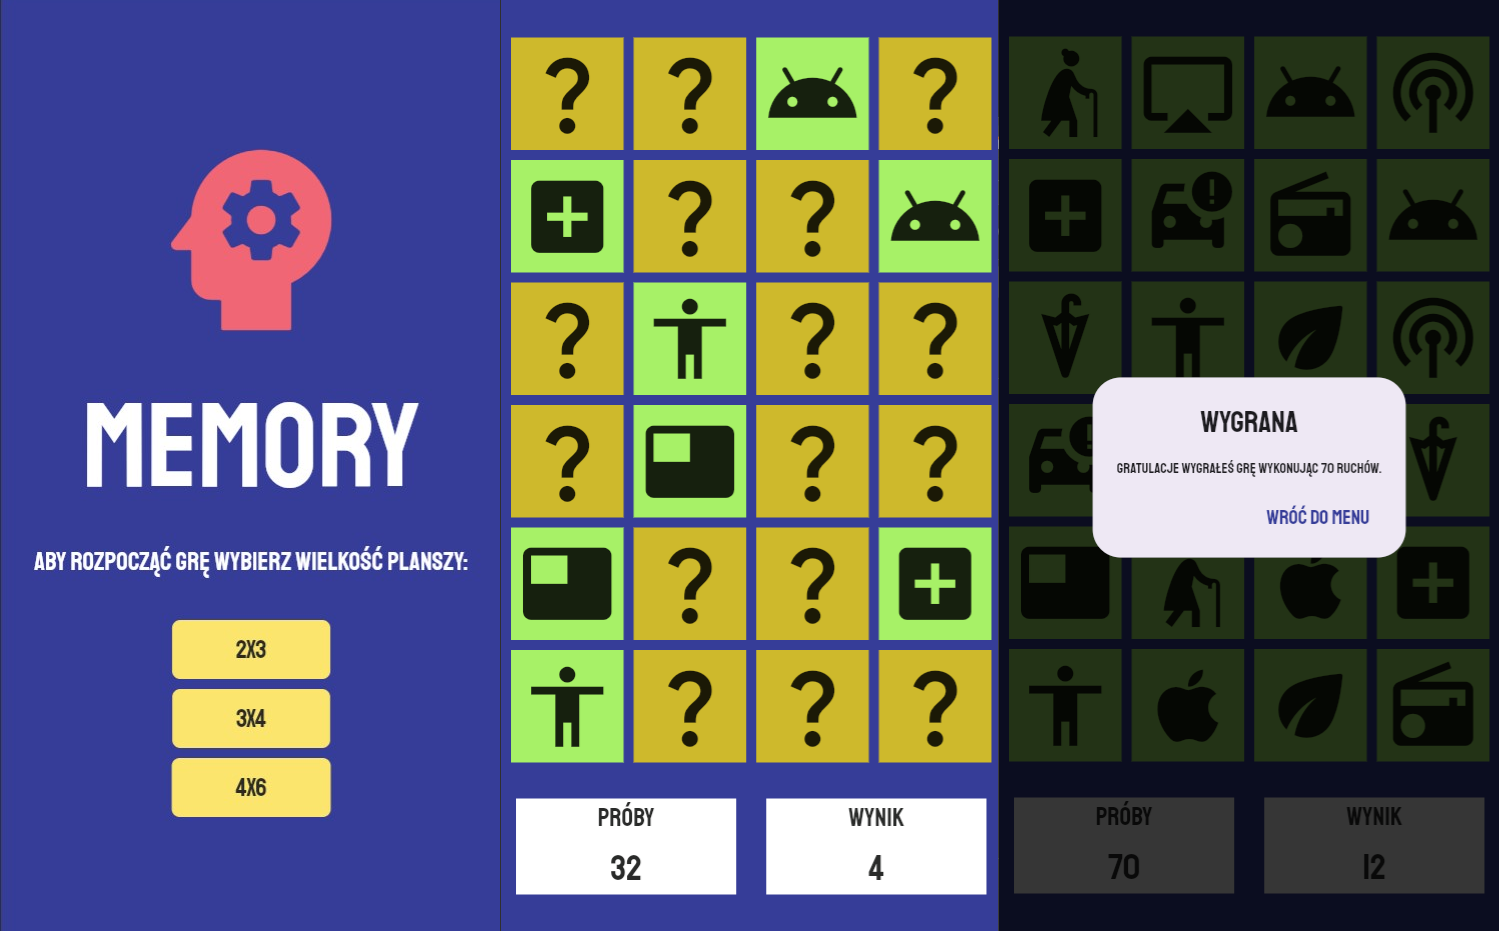 MEMORY
ABY ROZPOCZĄĆ GRĘ WYBIERZ WIELKOŚĆ PLANSZY:
2X3
3X4
4X6
? ? ?
? ?
? ? ?
? ? ?
? ?
? ? ?
PRÓBY
32
WYNIK
4
WYGRANA
GRATULACJE WYGRAŁEŚ GRĘ WYKONUJĄC 70 RUCHÓW.
WRÓĆ DO MENU
PRÓBY
70
WYNIK
12